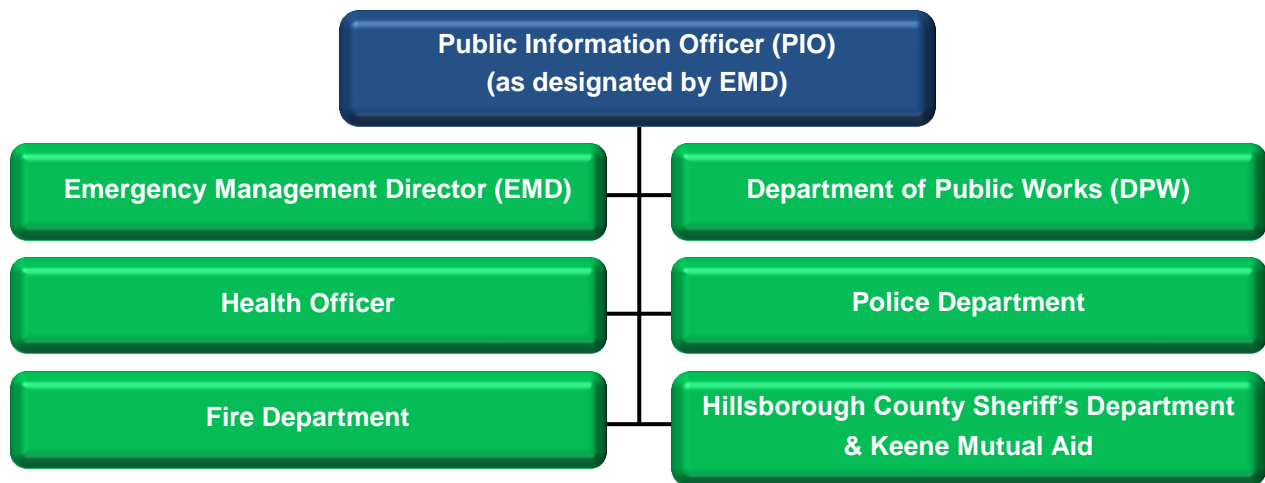 Public Information Officer (PIO)
(as designated by EMD)
Emergency Management Director (EMD)
Department of Public Works (DPW)
Health Officer
Police Department
Fire Department
Hillsborough County Sheriff’s Department
& Keene Mutual Aid